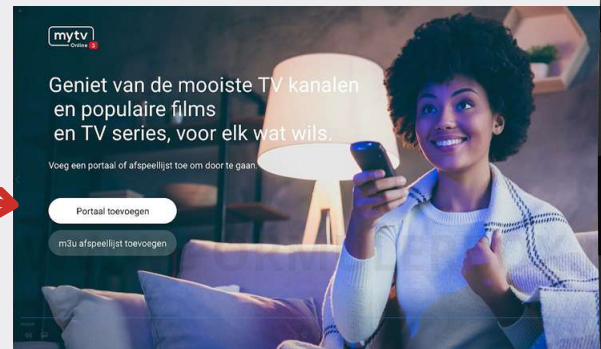 mytv
Online 3
Geniet van de mooiste TV kanalen
en populaire films
en TV series, voor elk wat wils.
Voeg een portaal of afspeellijst toe om door te gaan.
Portaal toevoegen
m3u afspeellijst toevoegen